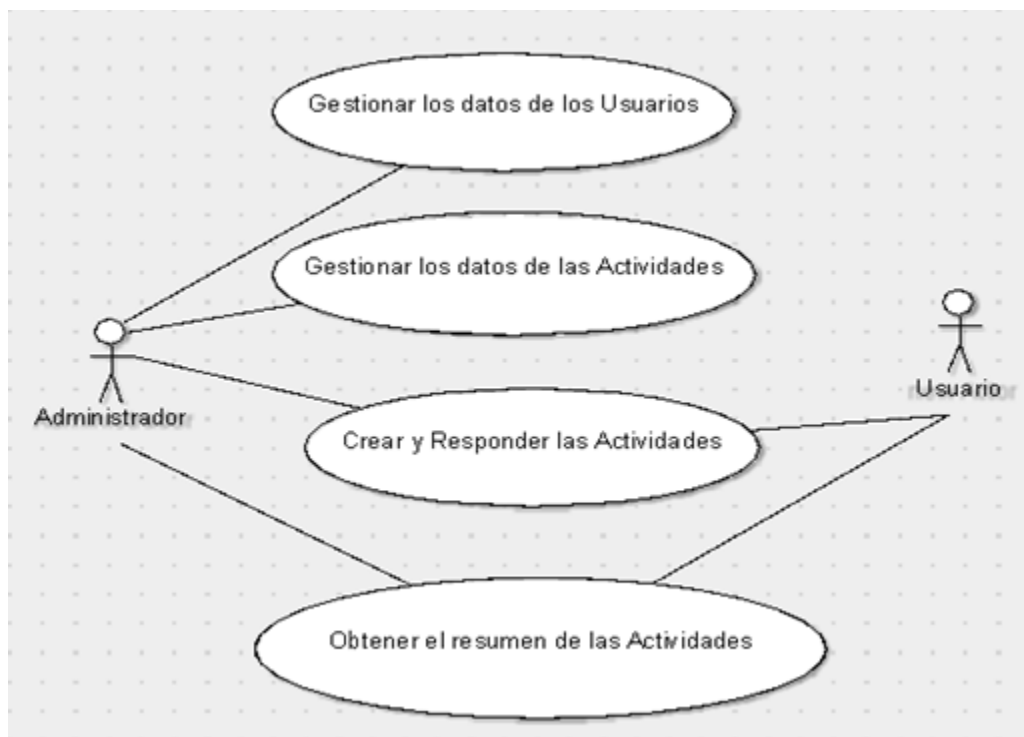 Gestionar los datos de los Usuarios
Gestionar los datos de las Actividades
Administrador
Usuario
Crear y Responder las Actividades
Obtener el resumen de las Actividades